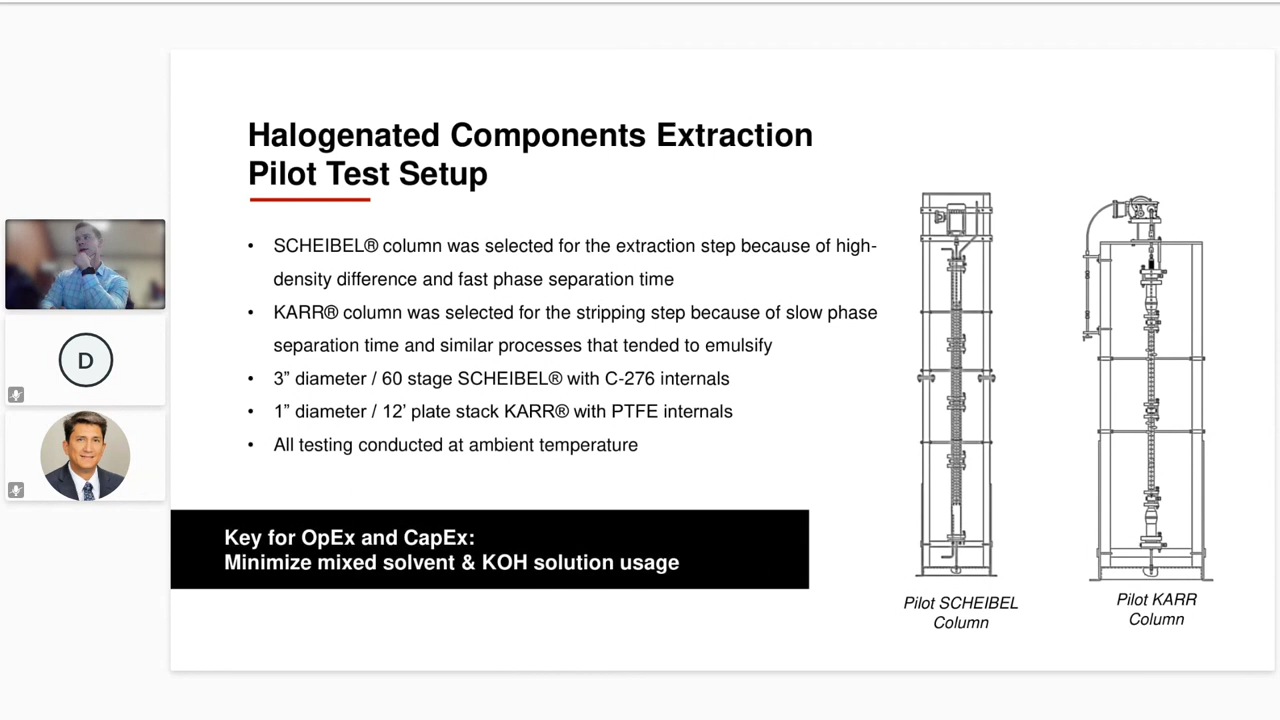 Halogenated Components Extraction
Pilot Test Setup
• SCHEIBEL® column was selected for the extraction step because of high-
density difference and fast phase separation time
• KARR® column was selected for the stripping step because of slow phase
separation time and similar processes that tended to emulsify
• 3” diameter / 60 stage SCHEIBEL® with C-276 internals
• 1” diameter / 12’ plate stack KARR® with PTFE internals
• All testing conducted at ambient temperature
Key for OpEx and CapEx:
Minimize mixed solvent & KOH solution usage
Pilot SCHEIBEL
Column
Pilot KARR
Column
D